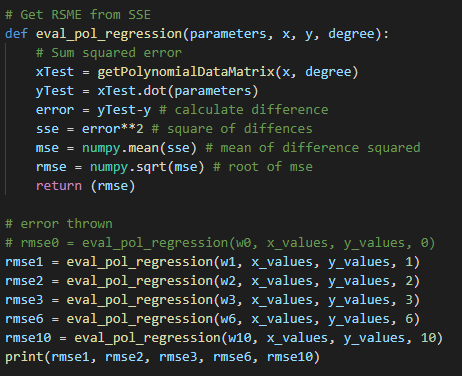 # Get RSME from SSE
def eval_pol_regression(parameters, x, y, degree):
    # Sum squared error
    xTest = getPolynomialDataMatrix(x, degree)
    yTest = xTest.dot(parameters)
    error = yTest-y # calculate difference
    sse = error**2 # square of diffences
    mse = numpy.mean(sse) # mean of difference squared
    rmse = numpy.sqrt(mse) # root of mse
    return (rmse)

# error thrown
# rmse0 = eval_pol_regression(w0, x_values, y_values, 0)
rmse1 = eval_pol_regression(w1, x_values, y_values, 1)
rmse2 = eval_pol_regression(w2, x_values, y_values, 2)
rmse3 = eval_pol_regression(w3, x_values, y_values, 3)
rmse6 = eval_pol_regression(w6, x_values, y_values, 6)
rmse10 = eval_pol_regression(w10, x_values, y_values, 10)
print(rmse1, rmse2, rmse3, rmse6, rmse10)